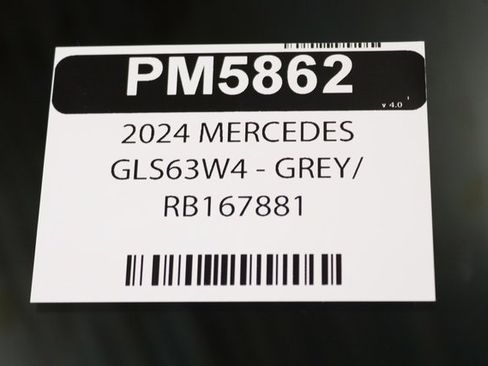 PM5862
v 4.0
2024 MERCEDES
GLS63W4 - GREY/
RB167881